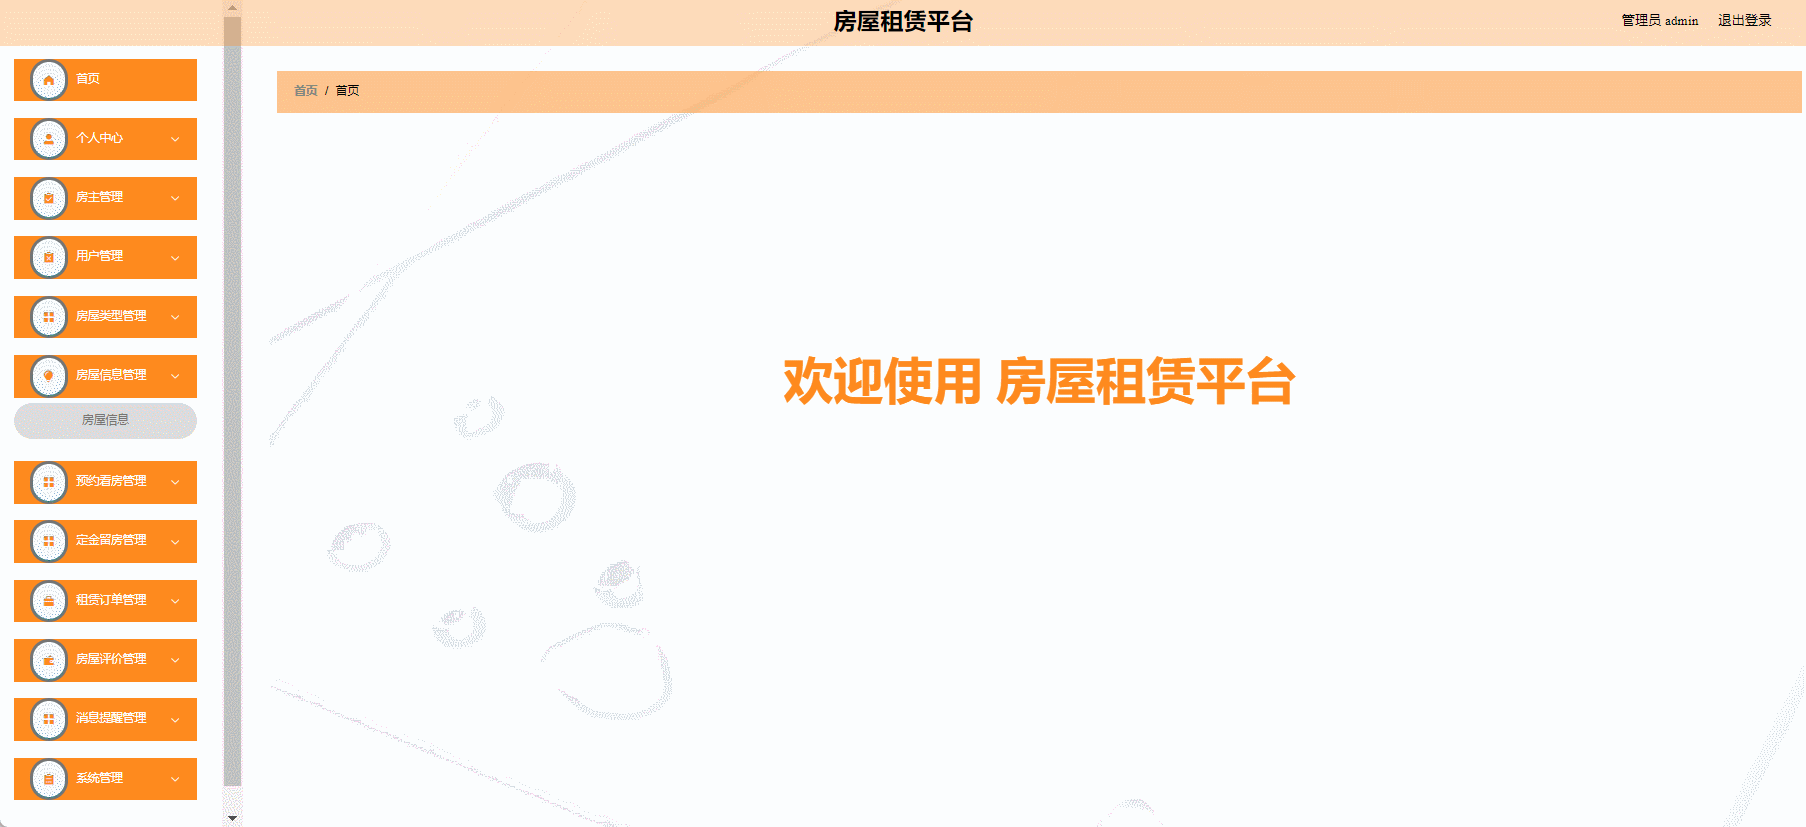 房屋租赁平台
管理员 admin 退出登录
首页
个人中心
房主管理
用户管理
房屋类型管理
房屋信息管理
房屋信息
预约看房管理
定金留房管理
租赁订单管理
房屋评价管理
消息提醒管理
系统管理
首页 / 首页
欢迎使用 房屋租赁平台